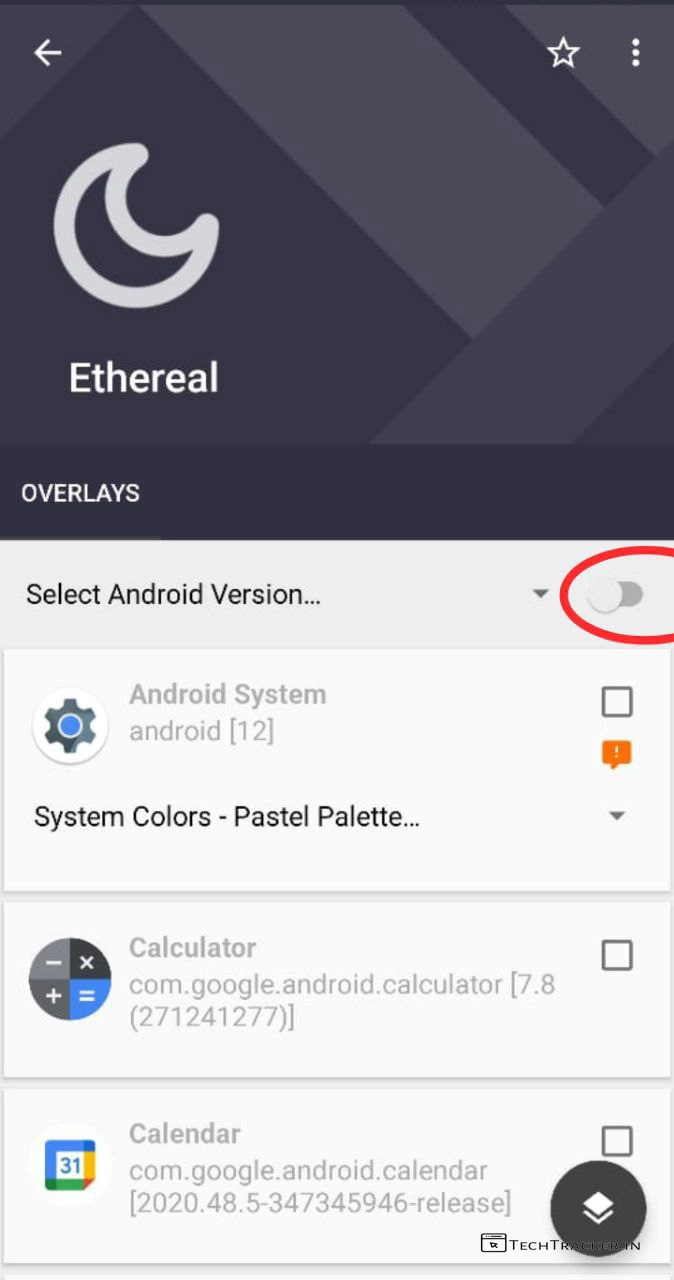 Ethereal
OVERLAYS
Select Android Version...
Android System
android [12]
!
System Colors - Pastel Palette...
Calculator
com.google.android.calculator [7.8
(271241277)]
Calendar
31
com.google.android.calendar
[2020.48.5-347345946-release]
TECHTRACKER.IN